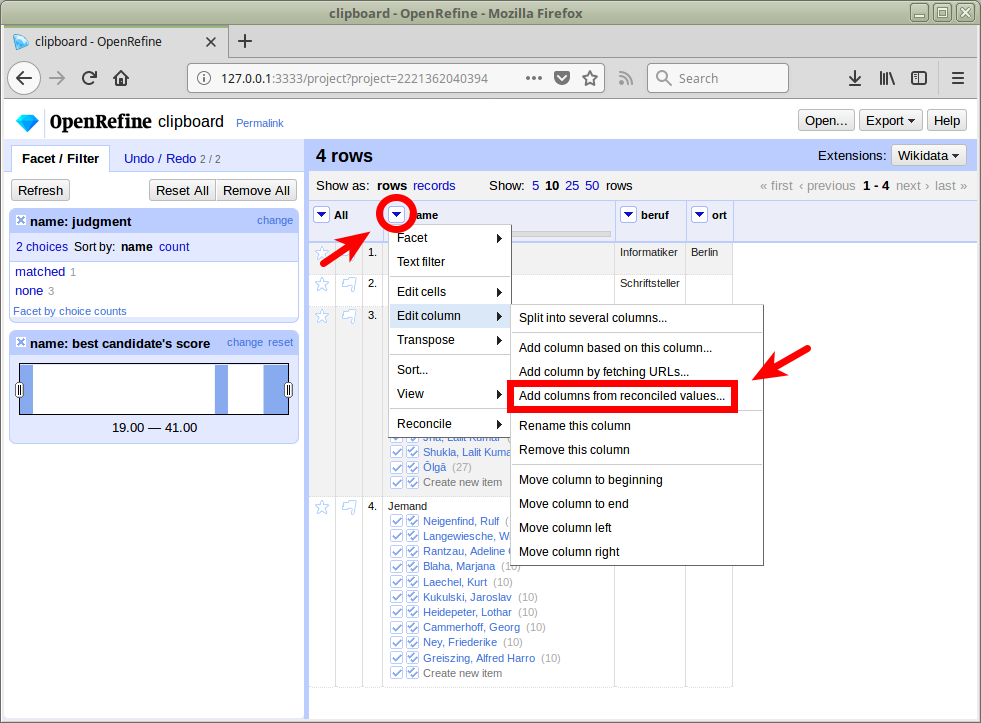 clipboard - OpenRefine - Mozilla Firefox
clipboard - OpenRefine
127.0.0.1:3333/project?project=2221362040394
Search
OpenRefine clipboard Permalink
Open... Export Help
Facet / Filter Undo / Redo 2 / 2
4 rows
Extensions: Wikidata
Refresh Reset All Remove All
Show as: rows records Show: 5 10 25 50 rows
« first ‹ previous 1 - 4 next › last »
name: judgment change
2 choices Sort by: name count
matched 1
none 3
Facet by choice counts
name: best candidate's score change reset
19.00 — 41.00
All ame beruf ort
1. Informatiker Berlin
2. Schriftsteller
3.
Facet
Text filter
Edit cells
Edit column
Transpose
Sort...
View
Reconcile
Split into several columns...
Add column based on this column...
Add column by fetching URLs...
Add columns from reconciled values...
Rename this column
Remove this column
Move column to beginning
Move column to end
Move column left
Move column right
Shukla, Lalit Kuma
Ölgā (27)
Create new item
4. Jemand
Neigenfind, Rulf (
Langewiesche, W
Rantzau, Adeline
Blaha, Marjana (10)
Laechel, Kurt (10)
Kukulski, Jaroslav (10)
Heidepeter, Lothar (10)
Cammerhoff, Georg (10)
Ney, Friederike (10)
Greiszing, Alfred Harro (10)
Create new item